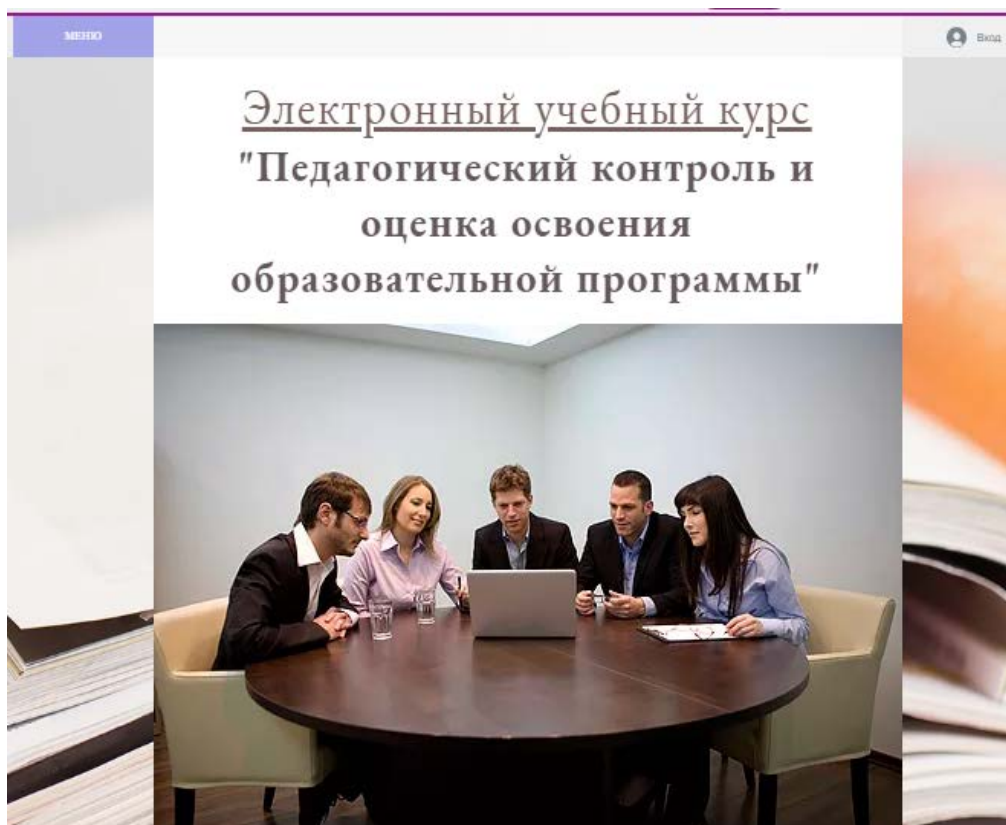 МЕНЮ
Вход
Электронный учебный курс
"Педагогический контроль и
оценка освоения
образовательной программы"